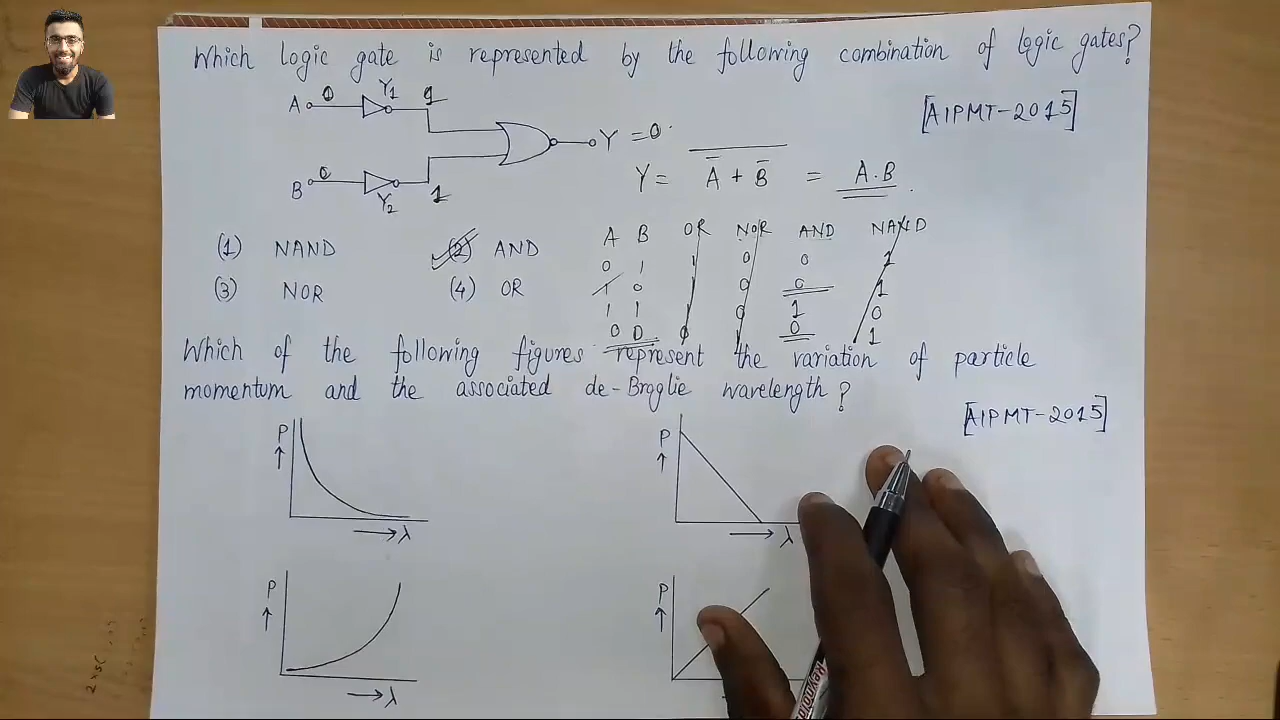 Which logic gate is represented by the following combination of logic gates?
[AIPMT-2015]
A 0 Y1 1
Y = 0
B 0 Y2 1
Y = A̅ + B̅ = A.B
(1) NAND (2) AND
(3) NOR (4) OR
A B OR NOR AND NAND
0 1 1 0 0 1
1 0 1 0 0 1
1 1 1 0 1 0
0 0 0 1 0 1
Which of the following figures represent the variation of particle
momentum and the associated de-Broglie wavelength?
[AIPMT-2015]
P ↑ → λ
P ↑ → λ
P ↑ → λ
P ↑
Reynolds